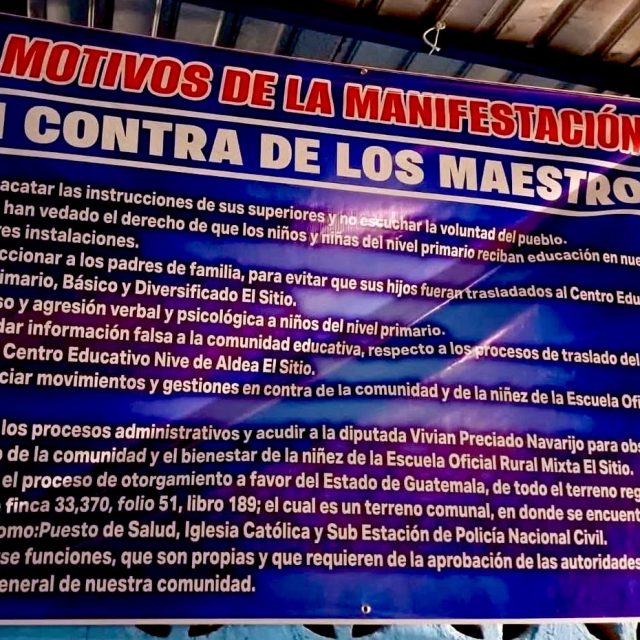 MOTIVOS DE LA MANIFESTACIÓN
CONTRA DE LOS MAESTRO
acatar las instrucciones de sus superiores y no escuchar la voluntad del pueblo.
han vedado el derecho de que los niños y niñas del nivel primario reciban educación en nue
res instalaciones.
ccionar a los padres de familia, para evitar que sus hijos fueran trasladados al Centro Edu
imario, Básico y Diversificado El Sitio.
so y agresión verbal y psicológica a niños del nivel primario.
dar información falsa a la comunidad educativa, respecto a los procesos de traslado del
Centro Educativo Nive de Aldea El Sitio.
ciar movimientos y gestiones en contra de la comunidad y de la niñez de la Escuela Ofi
los procesos administrativos y acudir a la diputada Vivian Preciado Navarijo para obs
o de la comunidad y el bienestar de la niñez de la Escuela Oficial Rural Mixta El Sitio.
el proceso de otorgamiento a favor del Estado de Guatemala, de todo el terreno reg
finca 33,370, folio 51, libro 189; el cual es un terreno comunal, en donde se encuent
omo:Puesto de Salud, Iglesia Católica y Sub Estación de Policía Nacional Civil.
rse funciones, que son propias y que requieren de la aprobación de las autoridades
eneral de nuestra comunidad.